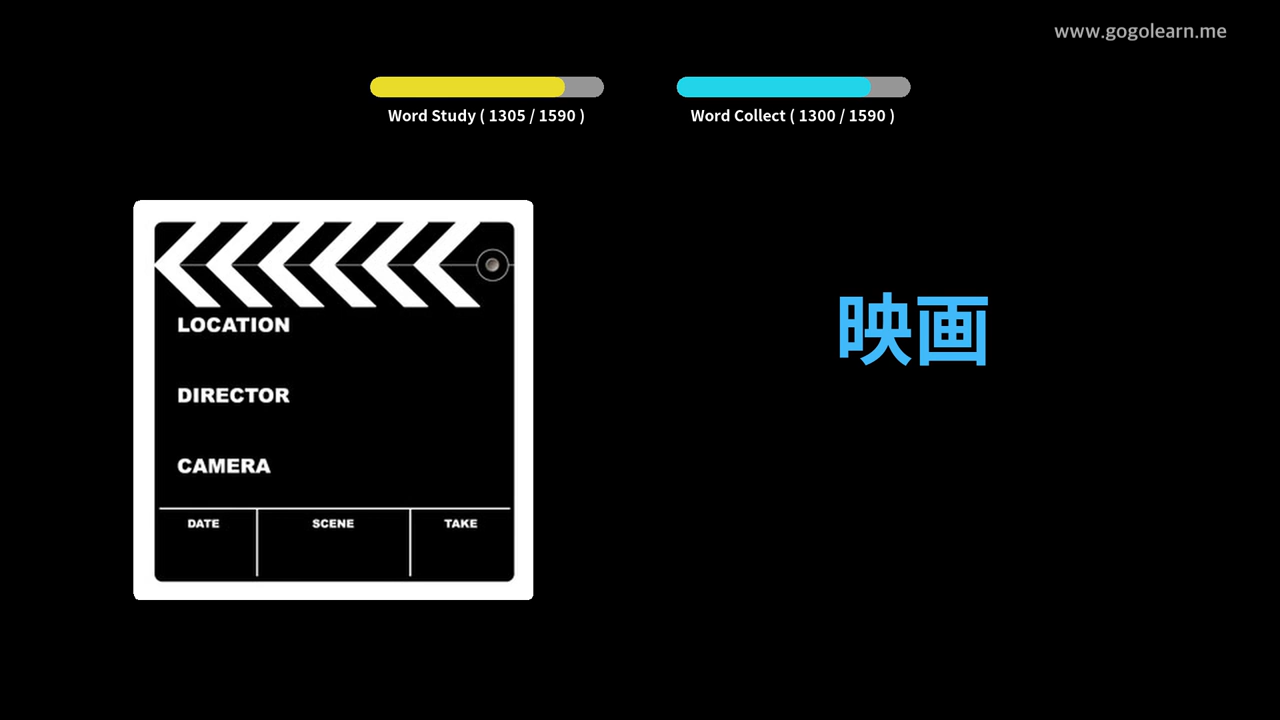 www.gogolearn.me
Word Study ( 1305 / 1590 )
Word Collect ( 1300 / 1590 )
LOCATION
DIRECTOR
CAMERA
DATE
SCENE
TAKE
映画